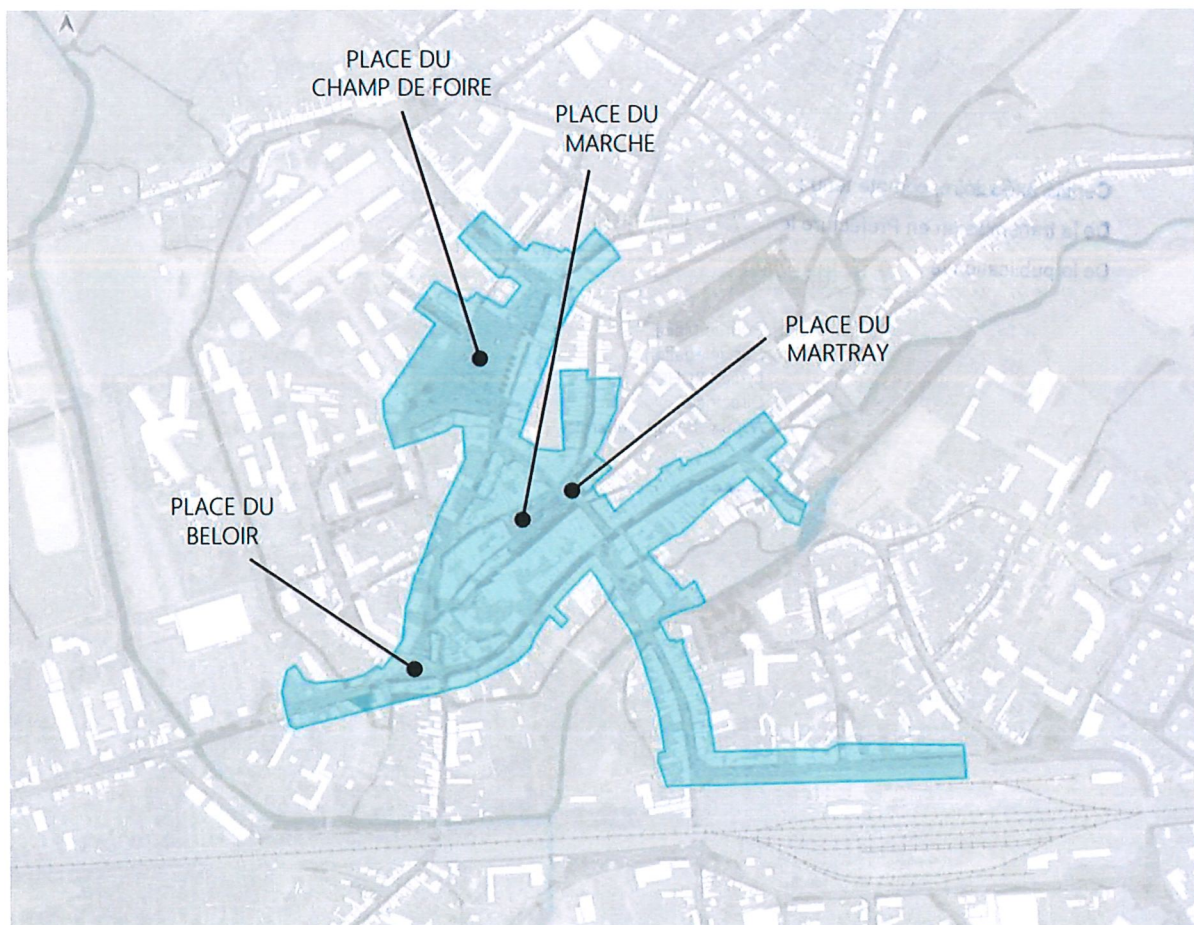 PLACE DU
CHAMP DE FOIRE
PLACE DU
MARCHE
PLACE DU
MARTRAY
PLACE DU
BELOIR